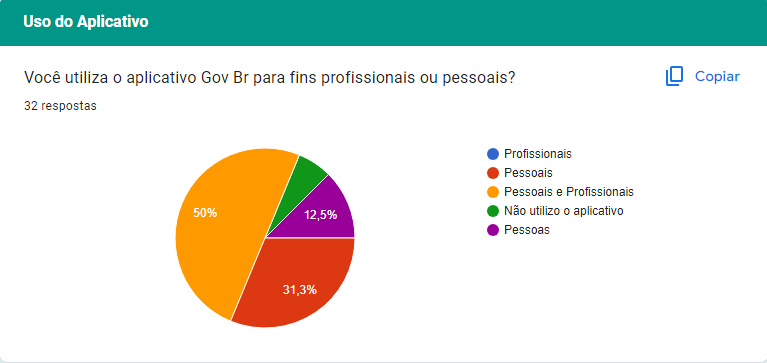 Uso do Aplicativo
Você utiliza o aplicativo Gov Br para fins profissionais ou pessoais?
Copiar
32 respostas
Profissionais
Pessoais
Pessoais e Profissionais
Não utilizo o aplicativo
Pessoas
50%
12,5%
31,3%